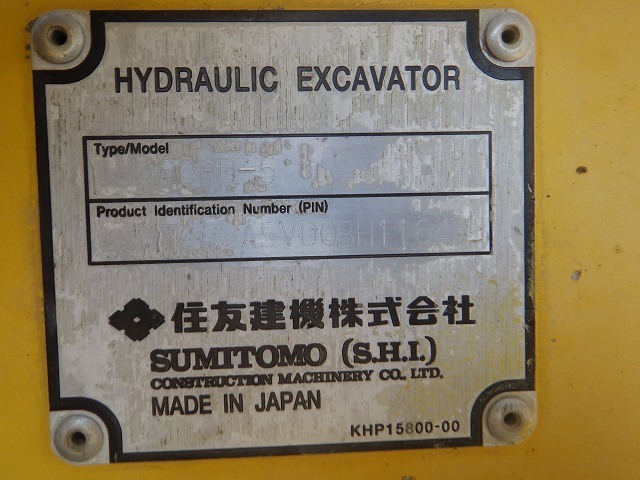 HYDRAULIC EXCAVATOR
Type/Model
Product Identification Number (PIN)
住友建機株式会社
SUMITOMO (S.H.I.)
CONSTRUCTION MACHINERY CO., LTD.
MADE IN JAPAN
KHP15800-00